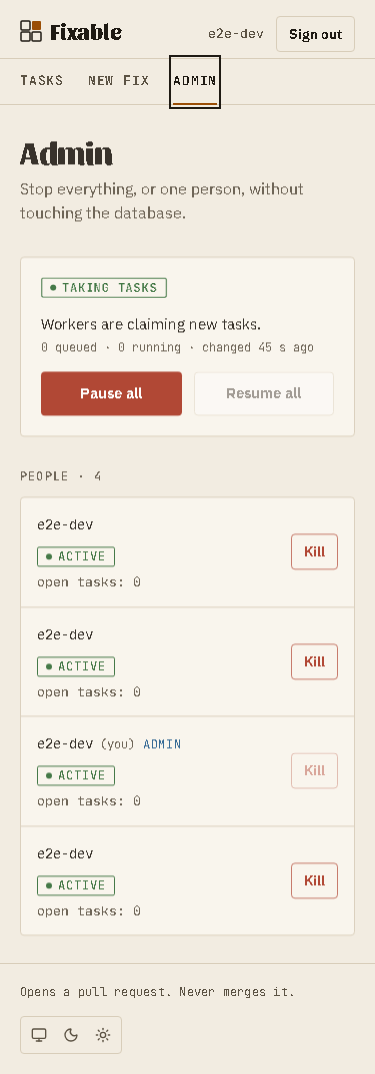 Fixable
e2e-dev
Sign out
TASKS
NEW FIX
ADMIN
Admin
Stop everything, or one person, without
touching the database.
TAKING TASKS
Workers are claiming new tasks.
0 queued · 0 running · changed 45 s ago
Pause all
Resume all
PEOPLE · 4
e2e-dev
ACTIVE
open tasks: 0
Kill
e2e-dev
ACTIVE
open tasks: 0
Kill
e2e-dev (you) ADMIN
ACTIVE
open tasks: 0
Kill
e2e-dev
ACTIVE
open tasks: 0
Kill
Opens a pull request. Never merges it.